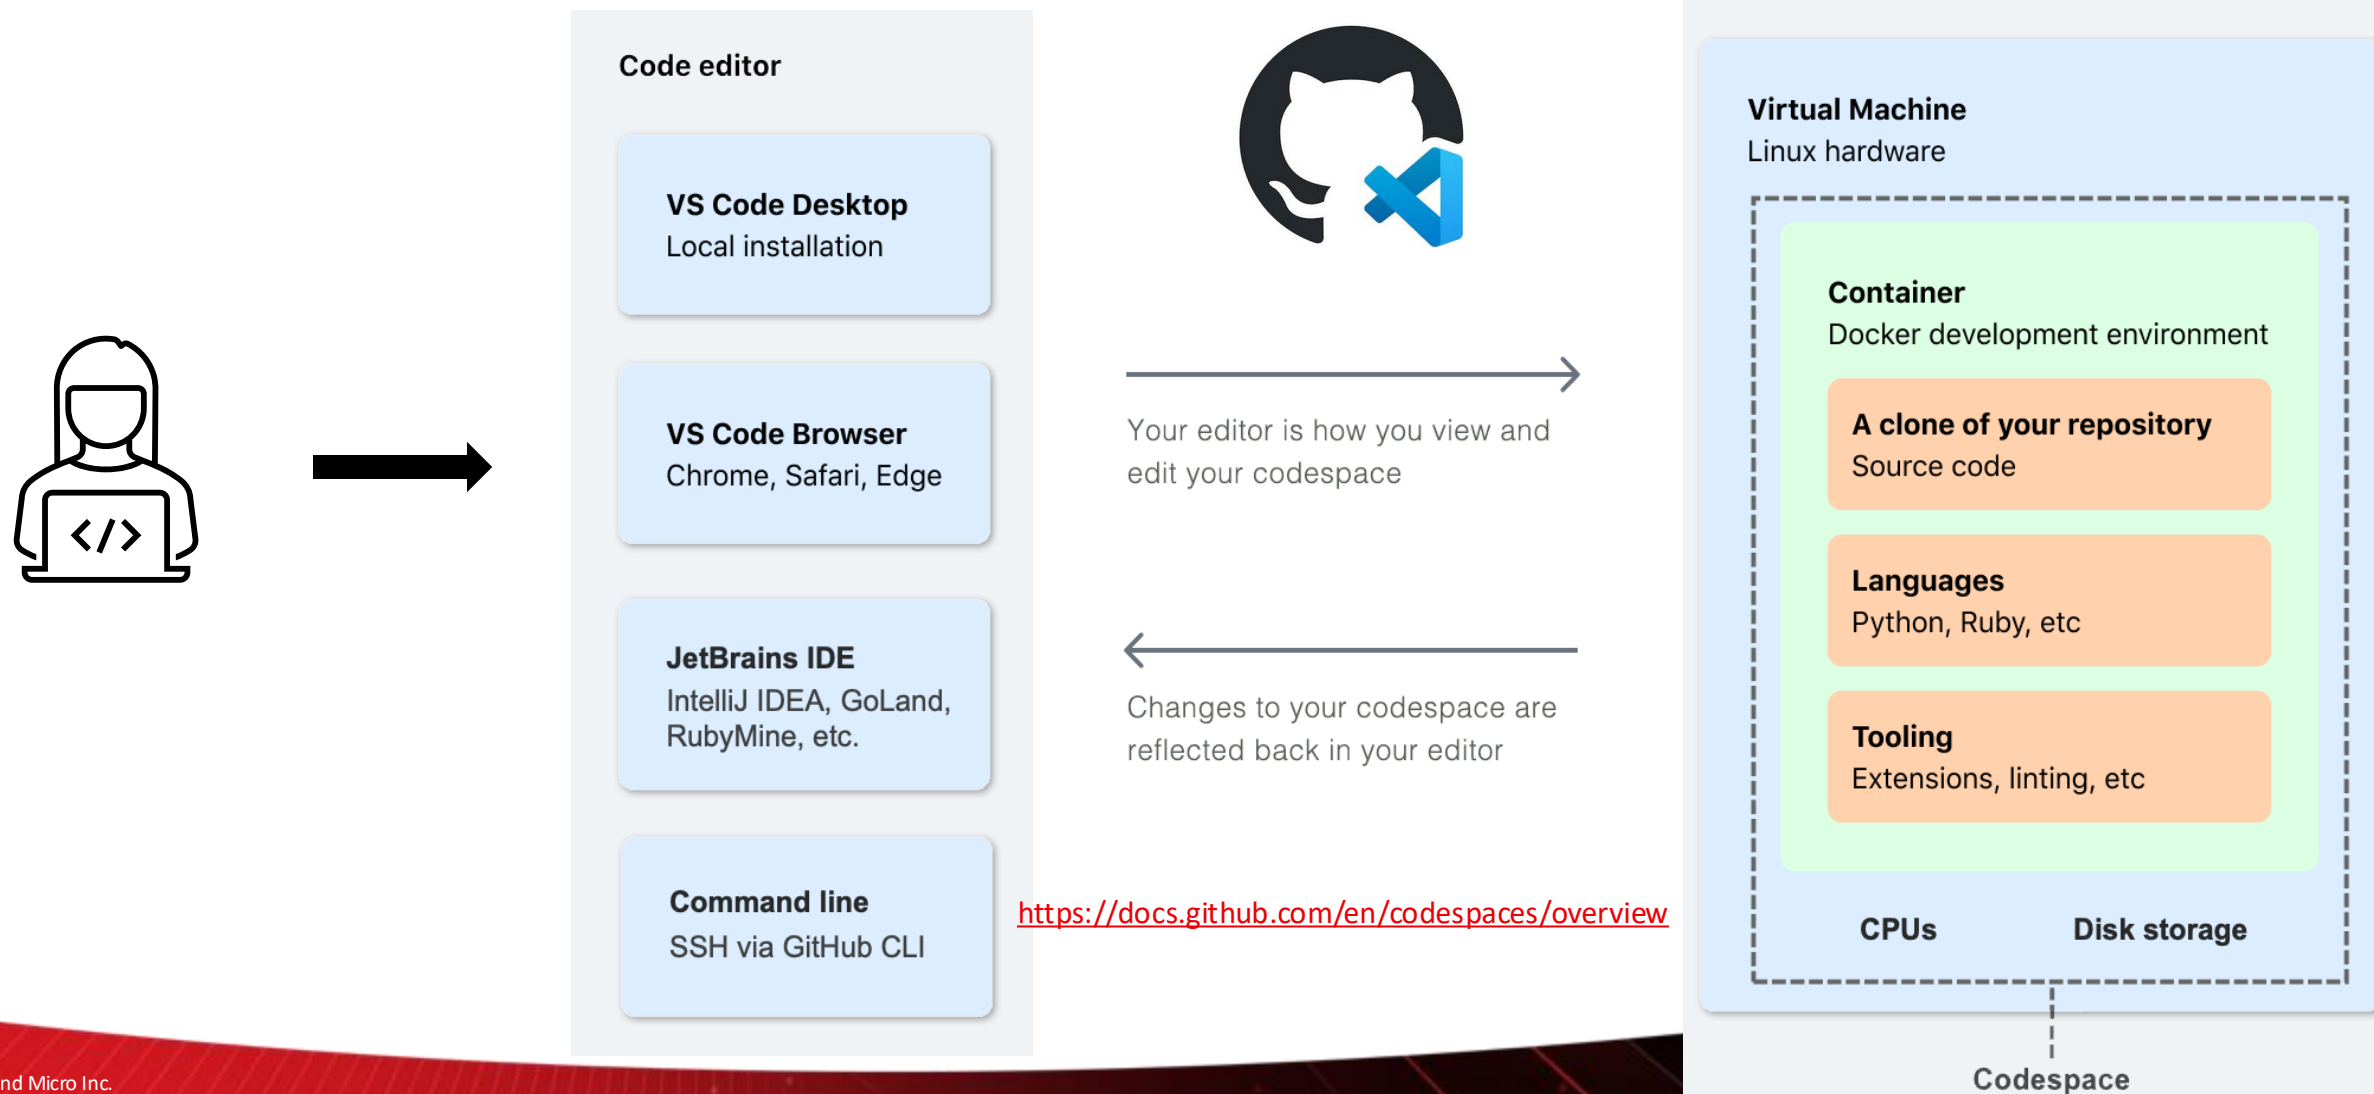 Code editor
VS Code Desktop
Local installation
VS Code Browser
Chrome, Safari, Edge
JetBrains IDE
IntelliJ IDEA, GoLand,
RubyMine, etc.
Command line
SSH via GitHub CLI
</>
Your editor is how you view and
edit your codespace
Changes to your codespace are
reflected back in your editor
https://docs.github.com/en/codespaces/overview
Virtual Machine
Linux hardware
Container
Docker development environment
A clone of your repository
Source code
Languages
Python, Ruby, etc
Tooling
Extensions, linting, etc
CPUs
Disk storage
Codespace
nd Micro Inc.